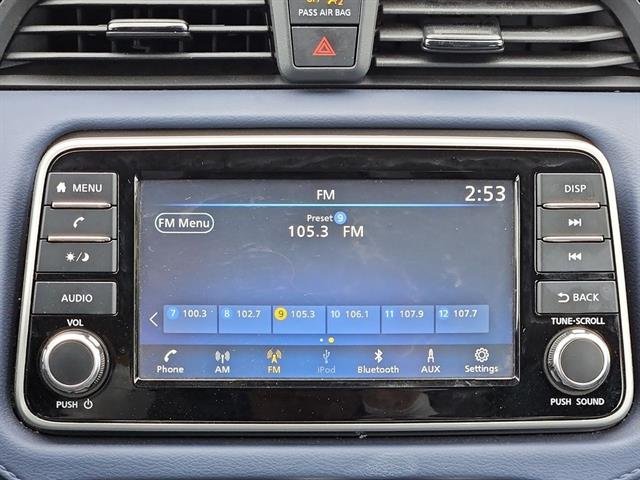 PASS AIR BAG
MENU
AUDIO
VOL
PUSH
FM
2:53
FM Menu
Preset 9
105.3 FM
7 100.3 8 102.7 9 105.3 10 106.1 11 107.9 12 107.7
Phone AM FM iPod Bluetooth AUX Settings
DISP
BACK
TUNE·SCROLL
PUSH SOUND